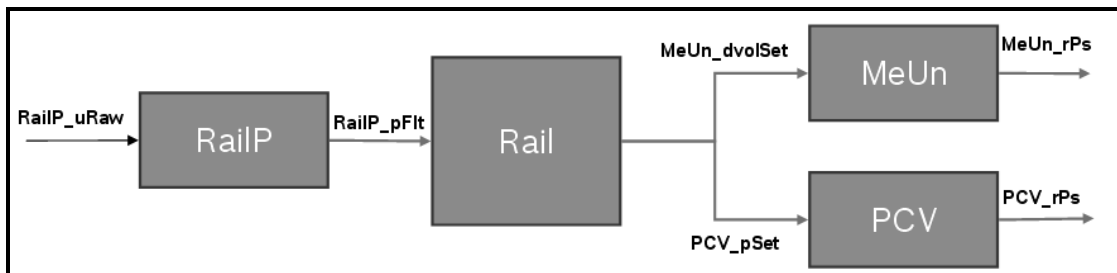 MeUn_dvolSet
MeUn_rPs
MeUn
RailP_uRaw
RailP_pFlt
RailP
Rail
PCV_rPs
PCV
PCV_pSet